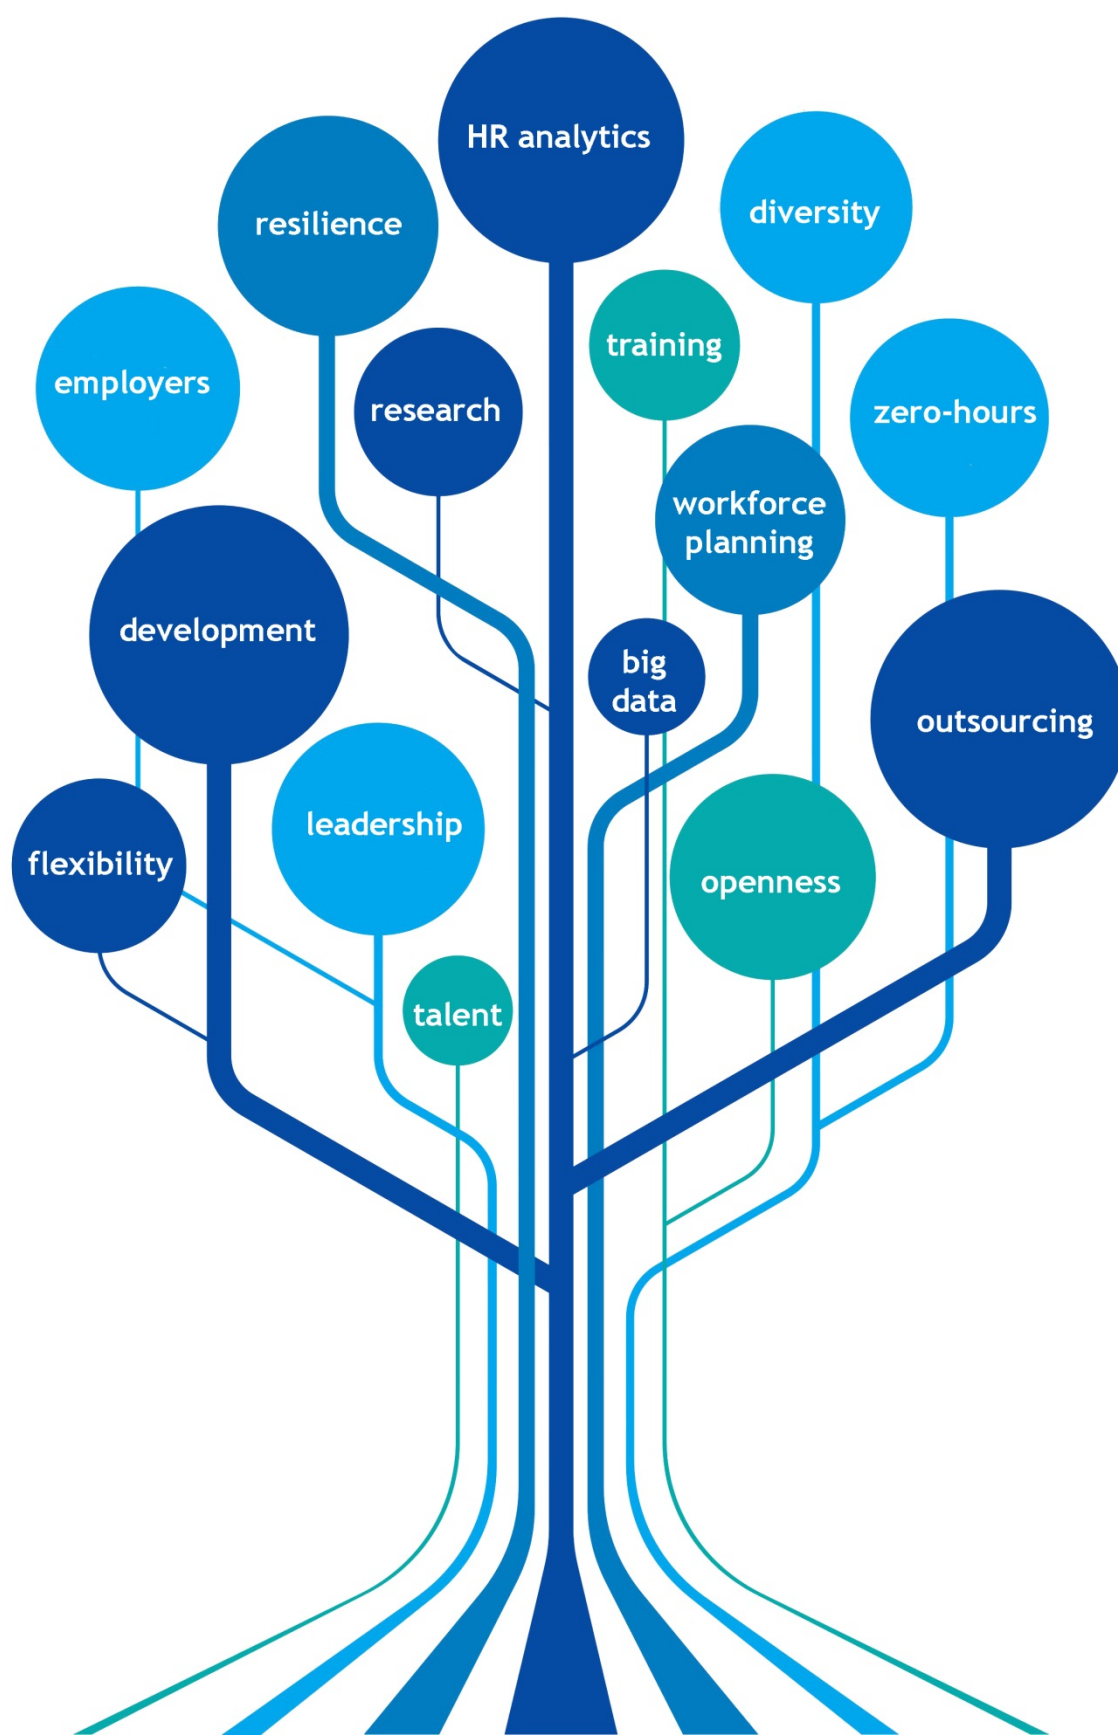 HR analytics
diversity
resilience
training
employers
research
zero-hours
workforce
planning
development
big
data
outsourcing
leadership
flexibility
openness
talent